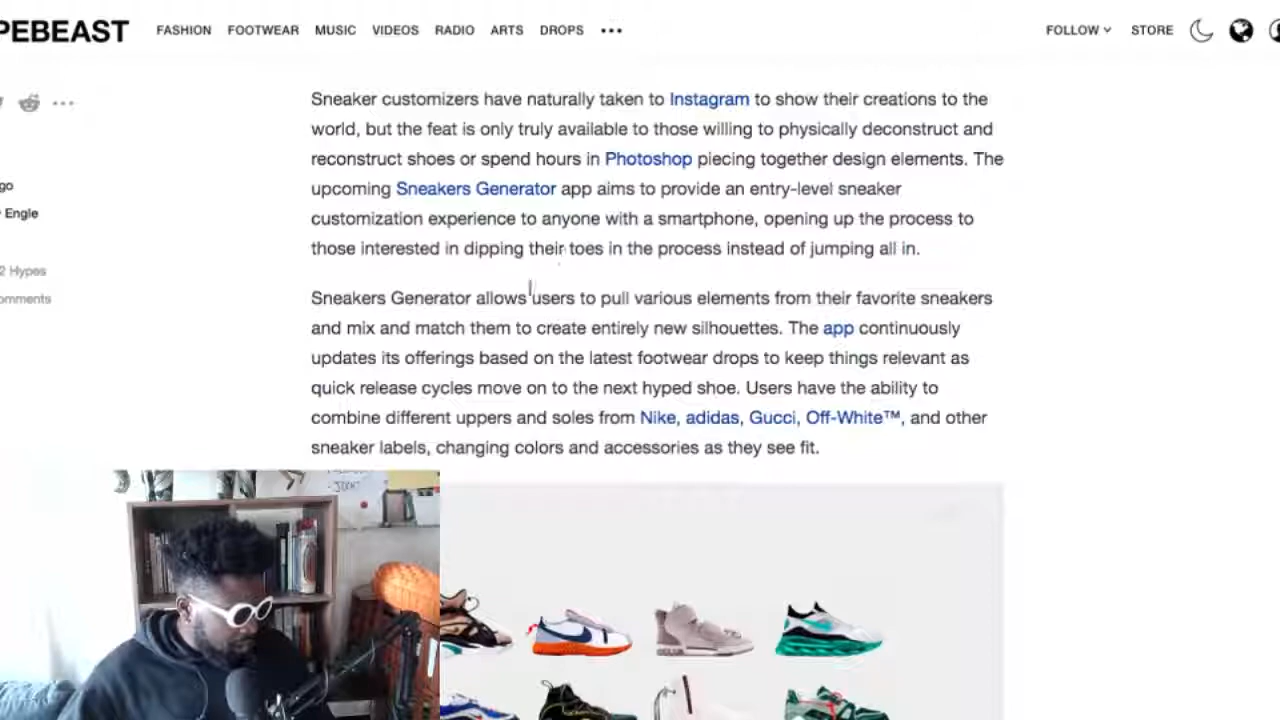 PEBEAST FASHION FOOTWEAR MUSIC VIDEOS RADIO ARTS DROPS ••• FOLLOW STORE
•••
go
Engle
2 Hypes
omments
Sneaker customizers have naturally taken to Instagram to show their creations to the
world, but the feat is only truly available to those willing to physically deconstruct and
reconstruct shoes or spend hours in Photoshop piecing together design elements. The
upcoming Sneakers Generator app aims to provide an entry-level sneaker
customization experience to anyone with a smartphone, opening up the process to
those interested in dipping their toes in the process instead of jumping all in.
Sneakers Generator allows users to pull various elements from their favorite sneakers
and mix and match them to create entirely new silhouettes. The app continuously
updates its offerings based on the latest footwear drops to keep things relevant as
quick release cycles move on to the next hyped shoe. Users have the ability to
combine different uppers and soles from Nike, adidas, Gucci, Off-White™, and other
sneaker labels, changing colors and accessories as they see fit.